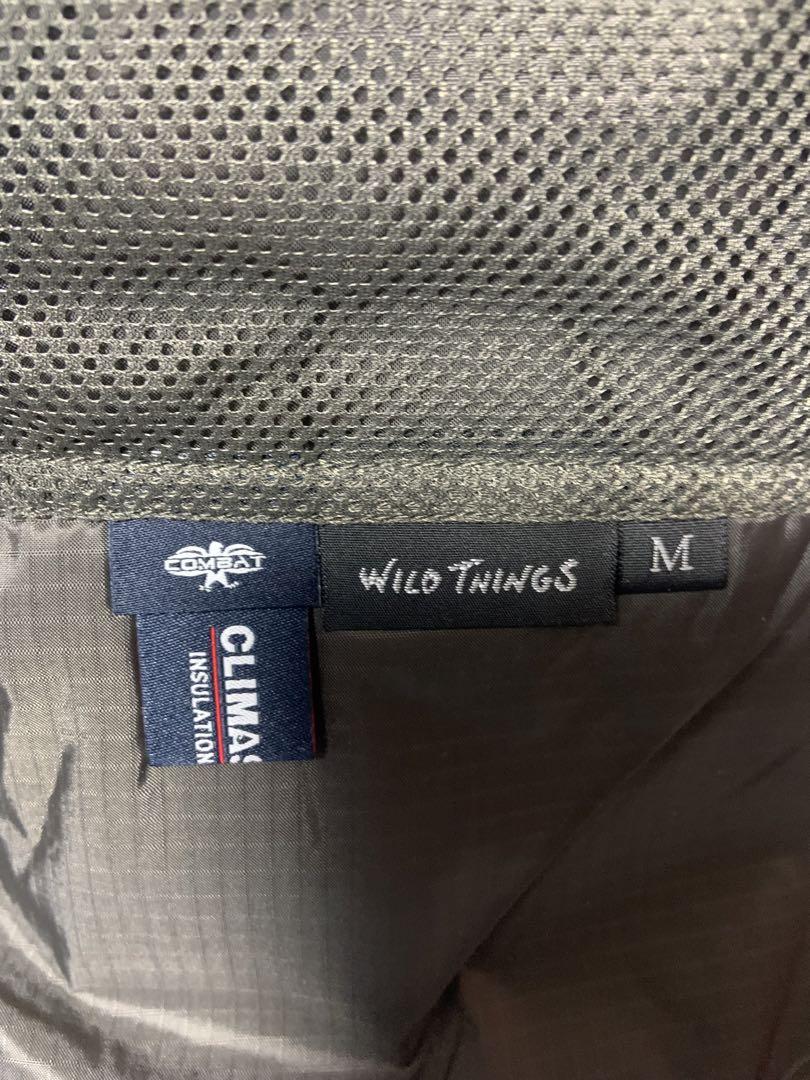 COMBAT
WILD THINGS
M
CLIMAS
INSULATION